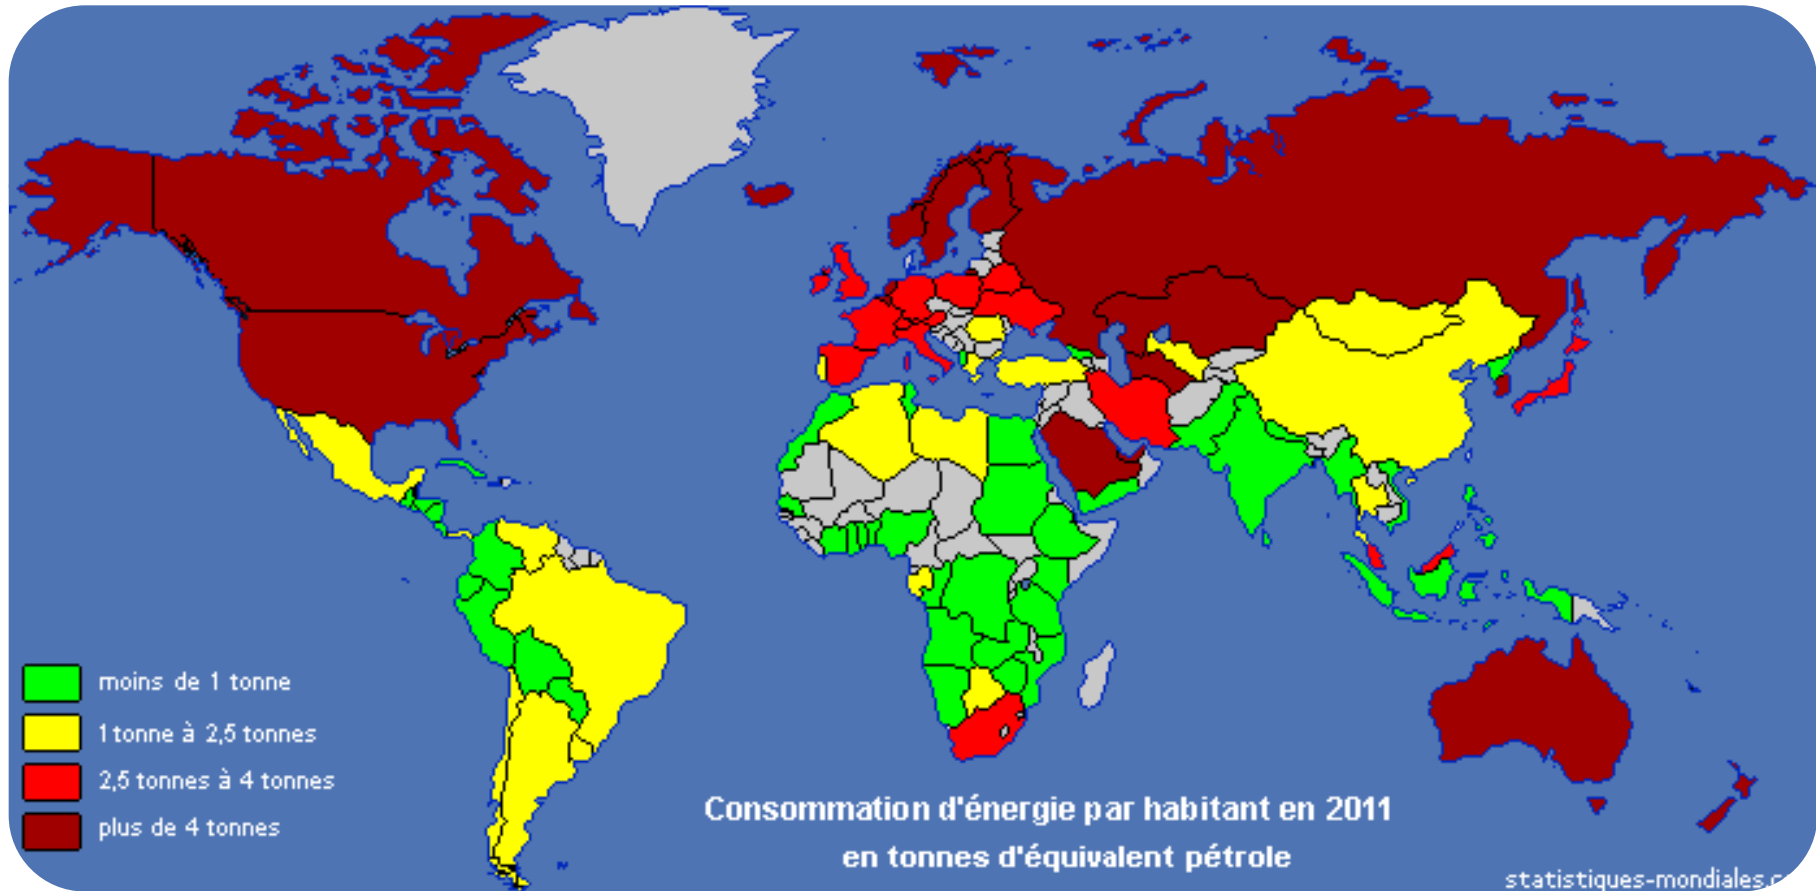 moins de 1 tonne
1 tonne à 2,5 tonnes
2,5 tonnes à 4 tonnes
plus de 4 tonnes
Consommation d'énergie par habitant en 2011
en tonnes d'équivalent pétrole
statistiques-mondiales.c